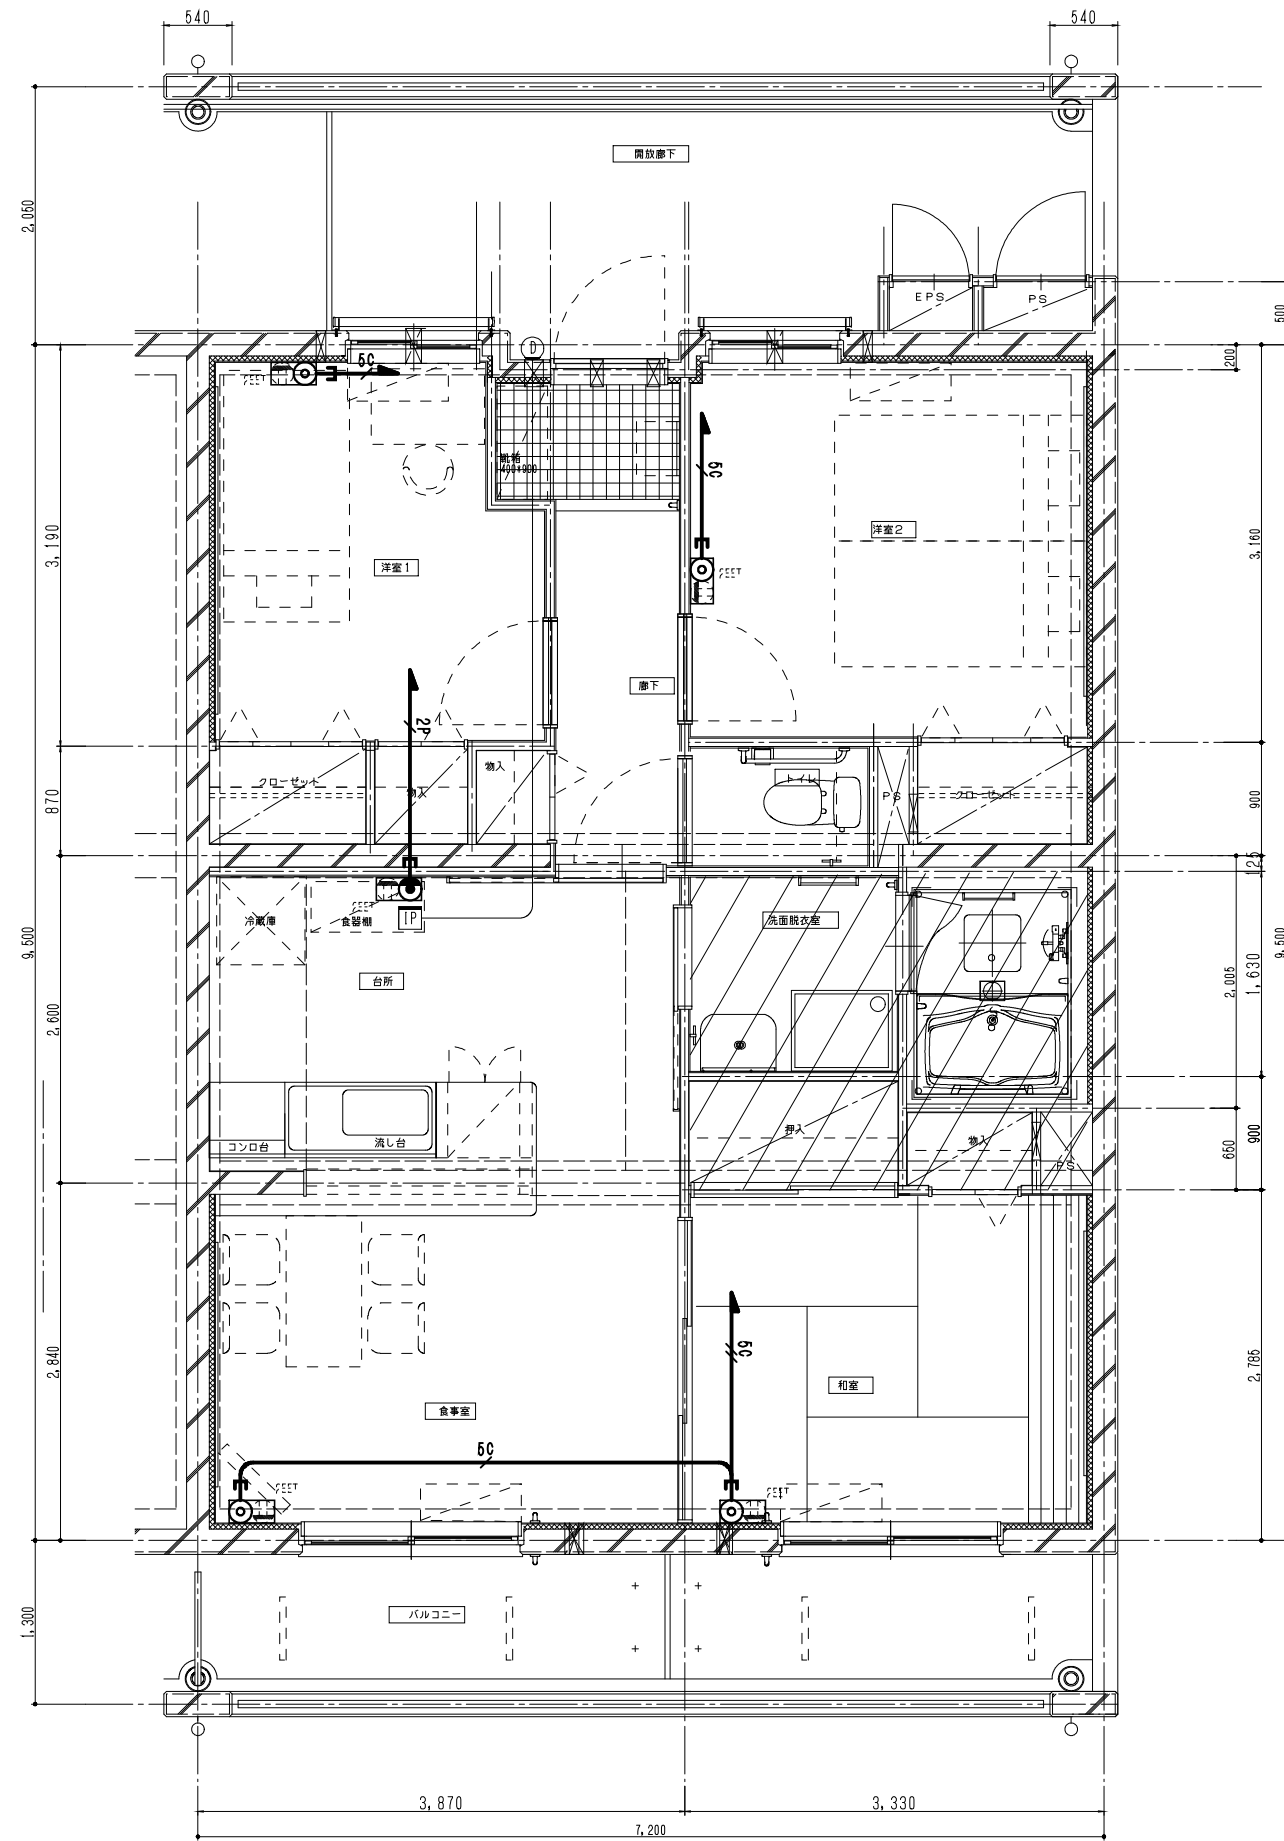 540
540
開放廊下
2,050
EPS
PS
500
200
D
5C
靴箱
400*900
5C
洋室2
洋室1
3,190
3,160
廊下
2P
物入
クローゼット
物入
トイレ
PS
クローゼット
870
900
125
冷蔵庫
食器棚
1P
洗面脱衣室
台所
9,500
2,600
2,005
1,630
9,500
コンロ台
流し台
押入
物入
PS
650
900
2,840
5C
和室
2,785
食事室
5C
バルコニー
1,300
3,870
3,330
7,200